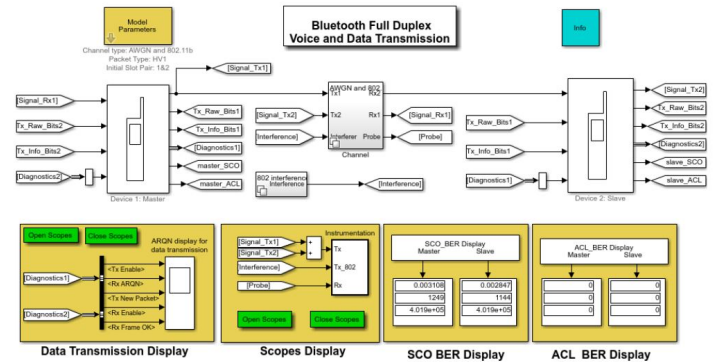 Model
Parameters
Channel type: AWGN and 802.11b
Packet Type: HV1
Initial Slot Pair: 1&2
Bluetooth Full Duplex
Voice and Data Transmission
Info
[Signal_Tx1]
[Signal_Rx1]
Tx_Raw_Bits2
Tx_Info_Bits2
[Diagnostics2]
Device 1: Master
Tx_Raw_Bits1
Tx_Info_Bits1
[Diagnostics1]
master_SCO
master_ACL
[Signal_Tx2]
[Interference]
AWGN and 802
Tx1 Rx2
Tx2 Rx1
Interferer Probe
Channel
[Signal_Rx1]
[Probe]
802 interference
Interference
[Interference]
Tx_Raw_Bits1
Tx_Info_Bits1
[Diagnostics1]
Device 2: Slave
[Signal_Tx2]
Tx_Raw_Bits2
Tx_Info_Bits2
[Diagnostics2]
slave_SCO
slave_ACL
Open Scopes
Close Scopes
ARQN display for
data transmission
[Diagnostics1]
[Diagnostics2]
<Tx Enable>
<Rx ARQN>
<Tx New Packet>
<Rx Enable>
<Rx Frame OK>
Data Transmission Display
Instrumentation
[Signal_Tx1]
[Signal_Tx2]
[Interference]
[Probe]
+
+
Tx
Tx_802
Rx
Open Scopes
Close Scopes
Scopes Display
SCO_BER Display
Master Slave
0.003108 0.002847
1249 1144
4.019e+05 4.019e+05
SCO BER Display
ACL_BER Display
Master Slave
0 0
0 0
0 0
ACL BER Display